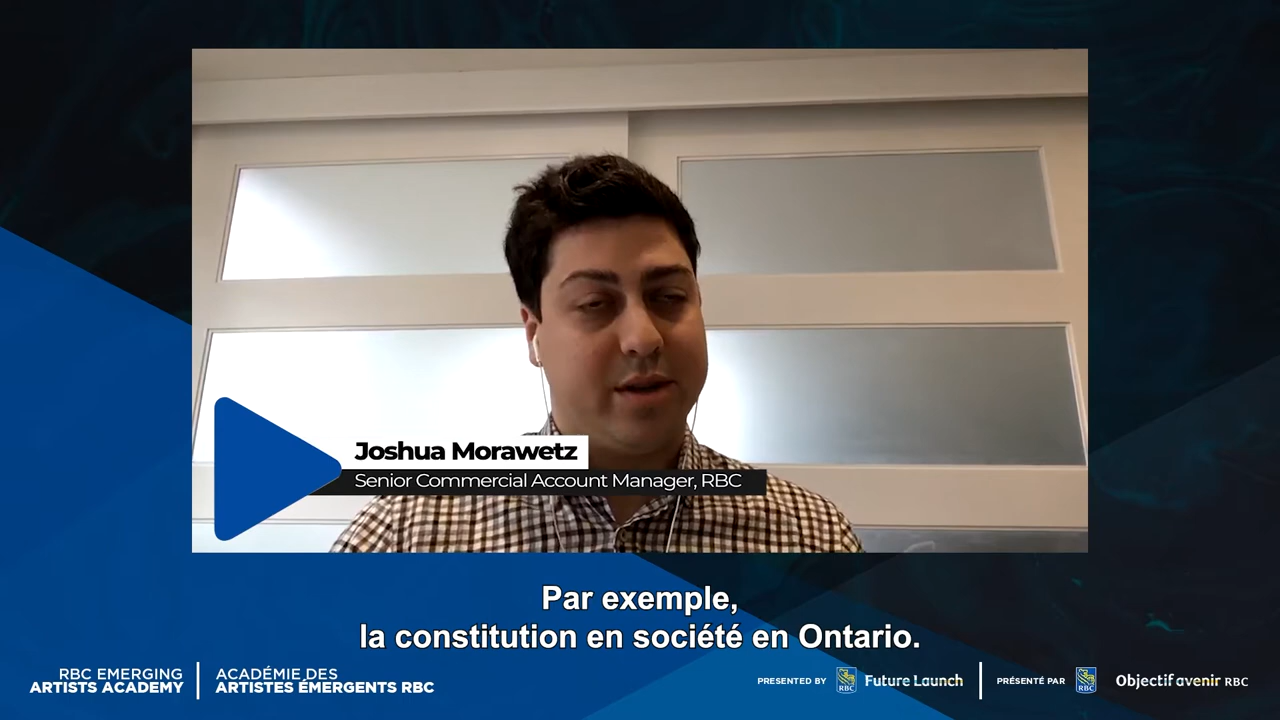 Joshua Morawetz
Senior Commercial Account Manager, RBC
Par exemple,
la constitution en société en Ontario.
RBC EMERGING
ARTISTS ACADEMY
ACADÉMIE DES
ARTISTES ÉMERGENTS RBC
PRESENTED BY
RBC
Future Launch
PRÉSENTÉ PAR
RBC
Objectif avenir RBC